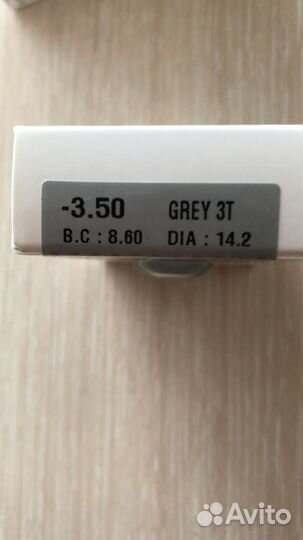 -3.50 GREY 3T
B.C : 8.60 DIA : 14.2
Avito